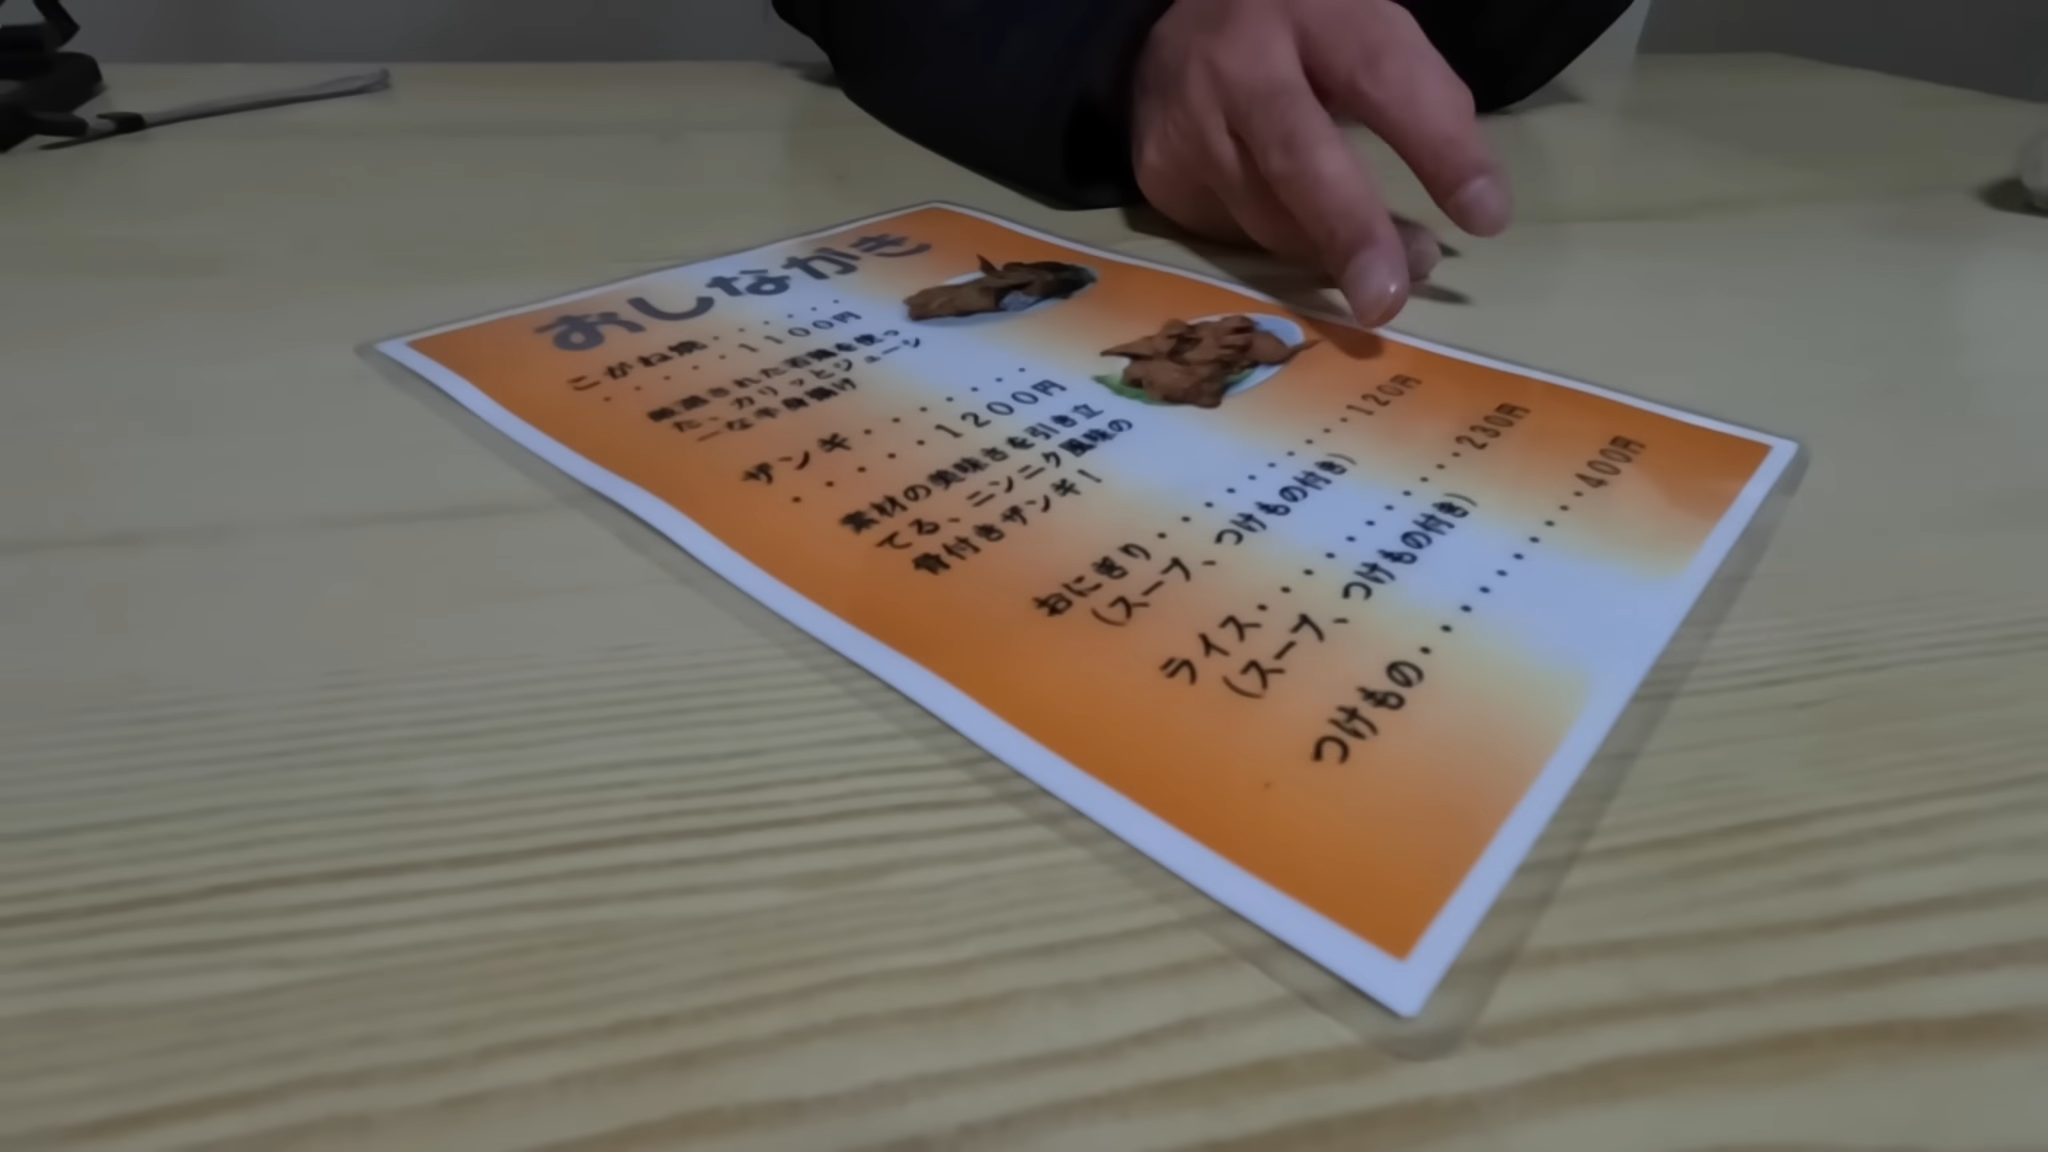 おしながき
こがね焼・・・・・・
・・・・・1100円
厳選された若鶏を使っ
た、カリッとジューシ
ーな半身揚げ
ザンギ・・・・・・・
・・・・・1200円
素材の美味さを引き立
てる、ニンニク風味の
骨付きザンギ！
おにぎり・・・・・・・・・・120円
(スープ、つけもの付き)
ライス・・・・・・・・・・・230円
(スープ、つけもの付き)
つけもの・・・・・・・・・・400円